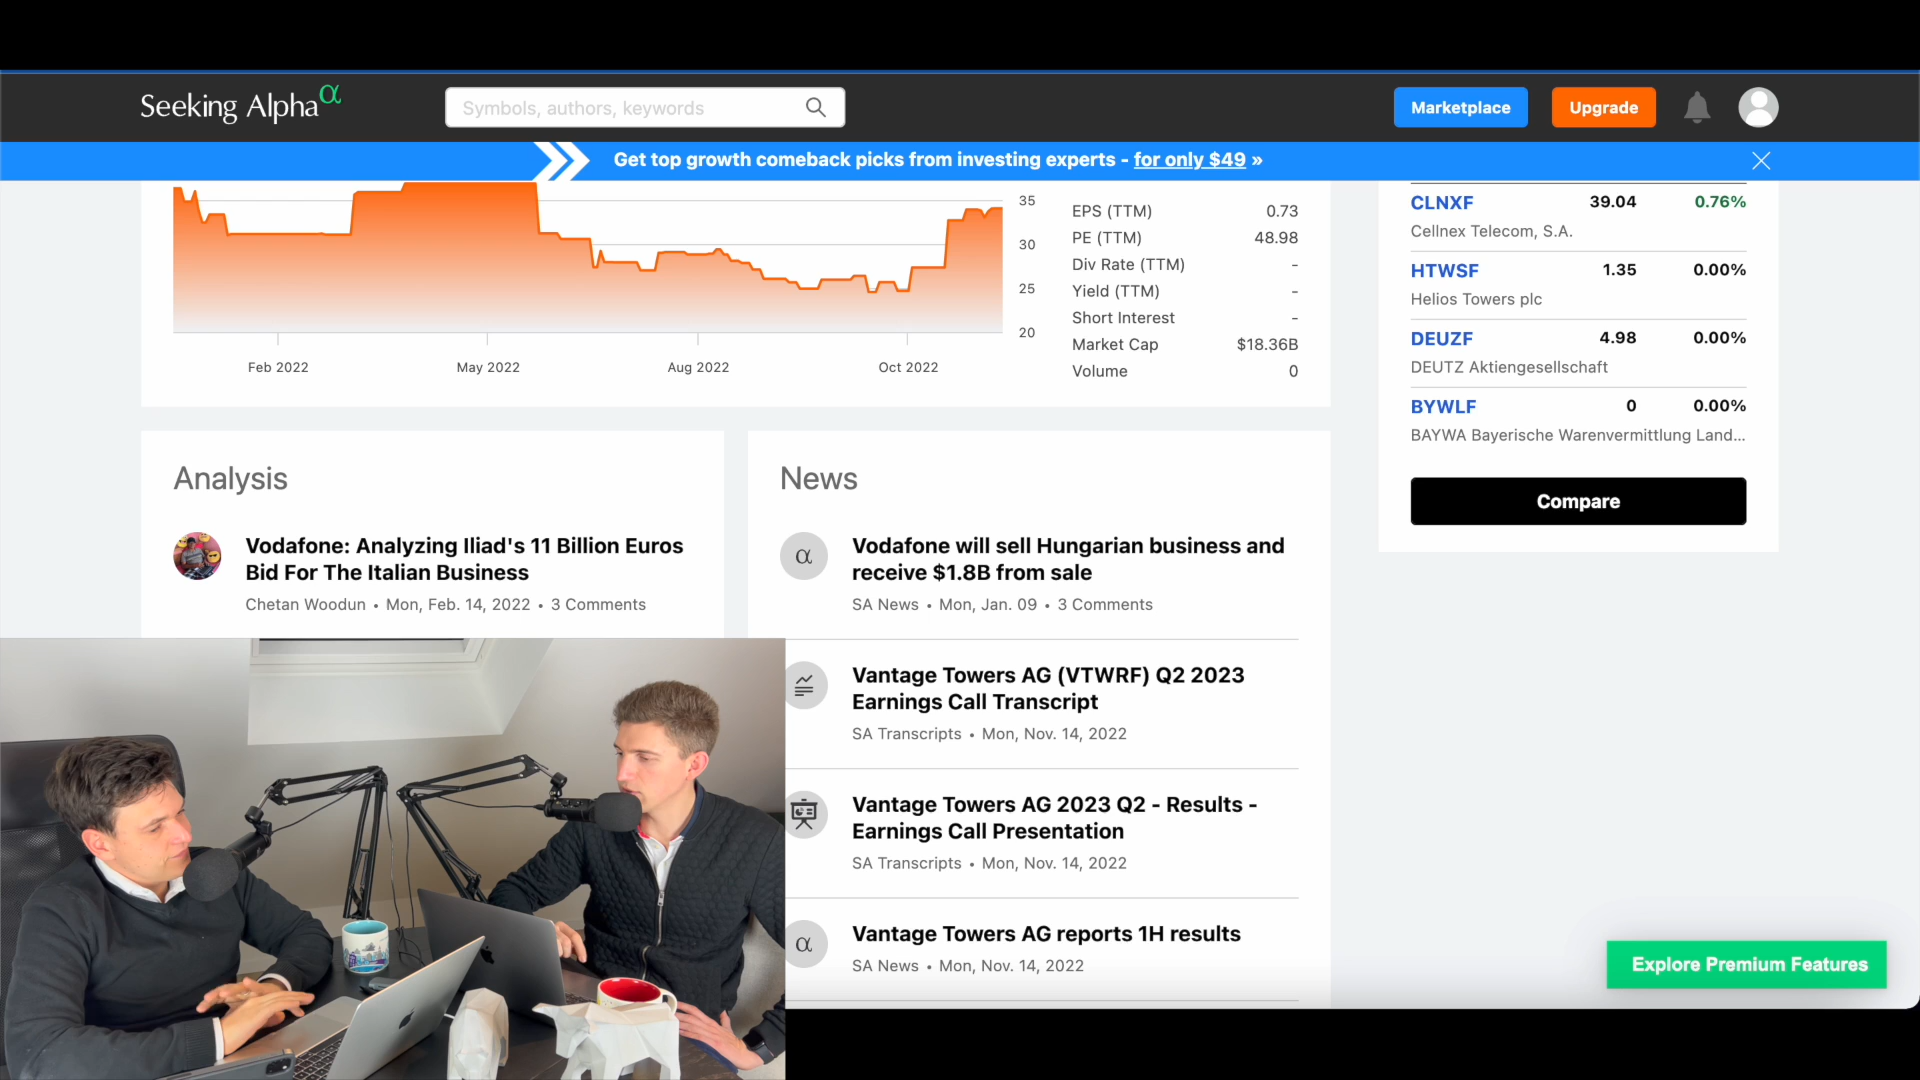 Seeking Alpha α
Symbols, authors, keywords
Marketplace
Upgrade
Get top growth comeback picks from investing experts - for only $49 »
35
30
25
20
Feb 2022
May 2022
Aug 2022
Oct 2022
EPS (TTM) 0.73
PE (TTM) 48.98
Div Rate (TTM) -
Yield (TTM) -
Short Interest -
Market Cap $18.36B
Volume 0
CLNXF 39.04 0.76%
Cellnex Telecom, S.A.
HTWSF 1.35 0.00%
Helios Towers plc
DEUZF 4.98 0.00%
DEUTZ Aktiengesellschaft
BYWLF 0 0.00%
BAYWA Bayerische Warenvermittlung Land...
Compare
Analysis
Vodafone: Analyzing Iliad's 11 Billion Euros
Bid For The Italian Business
Chetan Woodun • Mon, Feb. 14, 2022 • 3 Comments
News
α
Vodafone will sell Hungarian business and
receive $1.8B from sale
SA News • Mon, Jan. 09 • 3 Comments
Vantage Towers AG (VTWRF) Q2 2023
Earnings Call Transcript
SA Transcripts • Mon, Nov. 14, 2022
Vantage Towers AG 2023 Q2 - Results -
Earnings Call Presentation
SA Transcripts • Mon, Nov. 14, 2022
α
Vantage Towers AG reports 1H results
SA News • Mon, Nov. 14, 2022
Explore Premium Features